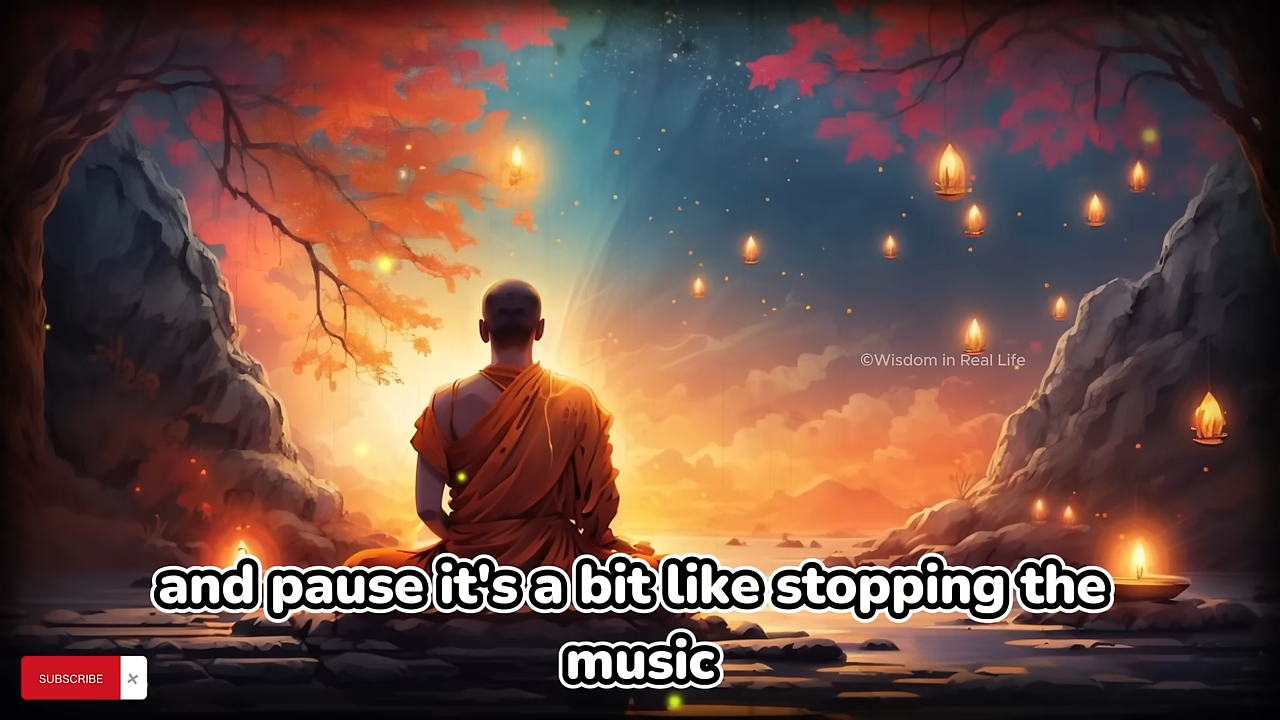 ©Wisdom in Real Life
and pause it's a bit like stopping the
music
SUBSCRIBE